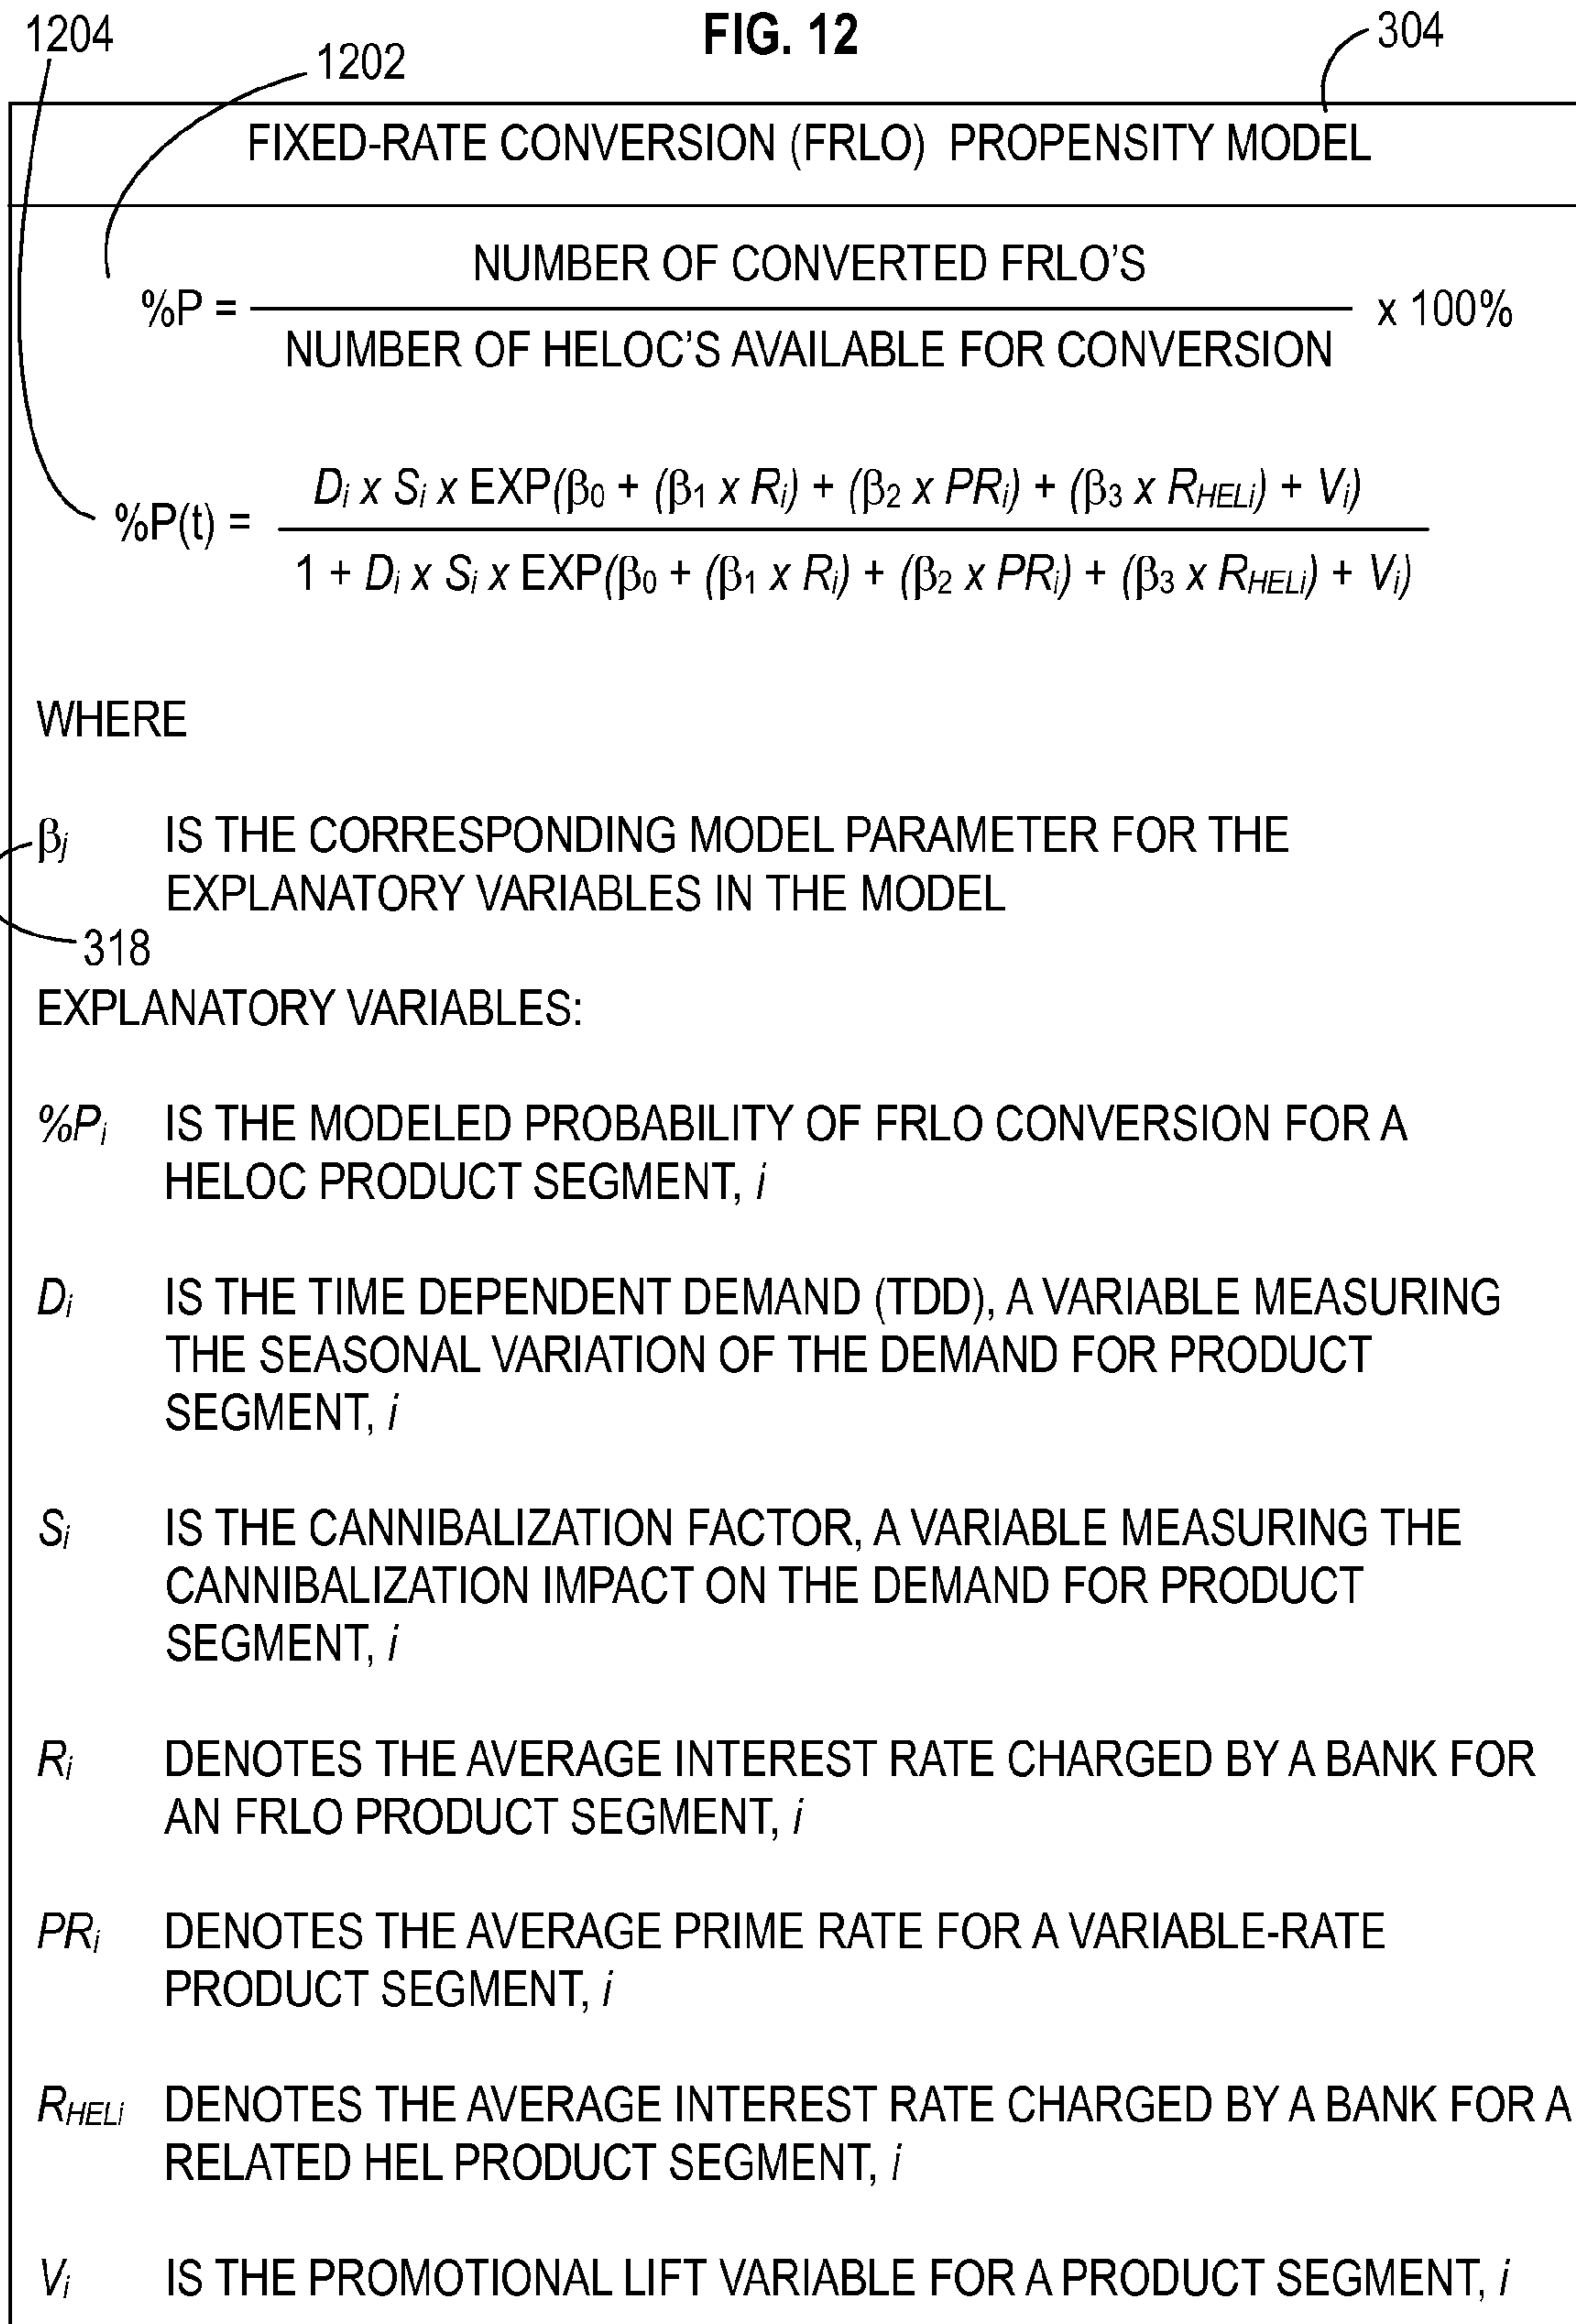 FIG. 12
1204
1202
304
FIXED-RATE CONVERSION (FRLO) PROPENSITY MODEL
NUMBER OF CONVERTED FRLO'S
%P = x 100%
NUMBER OF HELOC'S AVAILABLE FOR CONVERSION
Di x Si x EXP(β0 + (β1 x Ri) + (β2 x PRi) + (β3 x RHELi) + Vi)
%P(t) =
1 + Di x Si x EXP(β0 + (β1 x Ri) + (β2 x PRi) + (β3 x RHELi) + Vi)
WHERE
βj IS THE CORRESPONDING MODEL PARAMETER FOR THE
EXPLANATORY VARIABLES IN THE MODEL
318
EXPLANATORY VARIABLES:
%Pi IS THE MODELED PROBABILITY OF FRLO CONVERSION FOR A
HELOC PRODUCT SEGMENT, i
Di IS THE TIME DEPENDENT DEMAND (TDD), A VARIABLE MEASURING
THE SEASONAL VARIATION OF THE DEMAND FOR PRODUCT
SEGMENT, i
Si IS THE CANNIBALIZATION FACTOR, A VARIABLE MEASURING THE
CANNIBALIZATION IMPACT ON THE DEMAND FOR PRODUCT
SEGMENT, i
Ri DENOTES THE AVERAGE INTEREST RATE CHARGED BY A BANK FOR
AN FRLO PRODUCT SEGMENT, i
PRi DENOTES THE AVERAGE PRIME RATE FOR A VARIABLE-RATE
PRODUCT SEGMENT, i
RHELi DENOTES THE AVERAGE INTEREST RATE CHARGED BY A BANK FOR A
RELATED HEL PRODUCT SEGMENT, i
Vi IS THE PROMOTIONAL LIFT VARIABLE FOR A PRODUCT SEGMENT, i